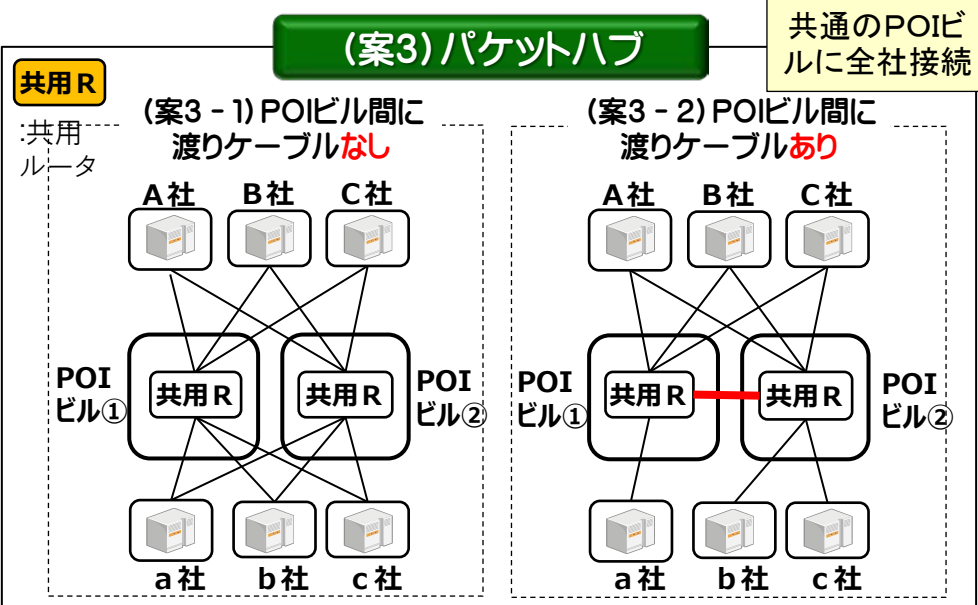 (案3)パケットハブ
共通のPOIビ
ルに全社接続
共用R
:共用
ルータ
(案3‐1)POIビル間に
渡りケーブルなし
A社 B社 C社
POI
ビル①
共用R
共用R
POI
ビル②
a社 b社 c社
(案3‐2)POIビル間に
渡りケーブルあり
A社 B社 C社
POI
ビル①
共用R
共用R
POI
ビル②
a社 b社 c社